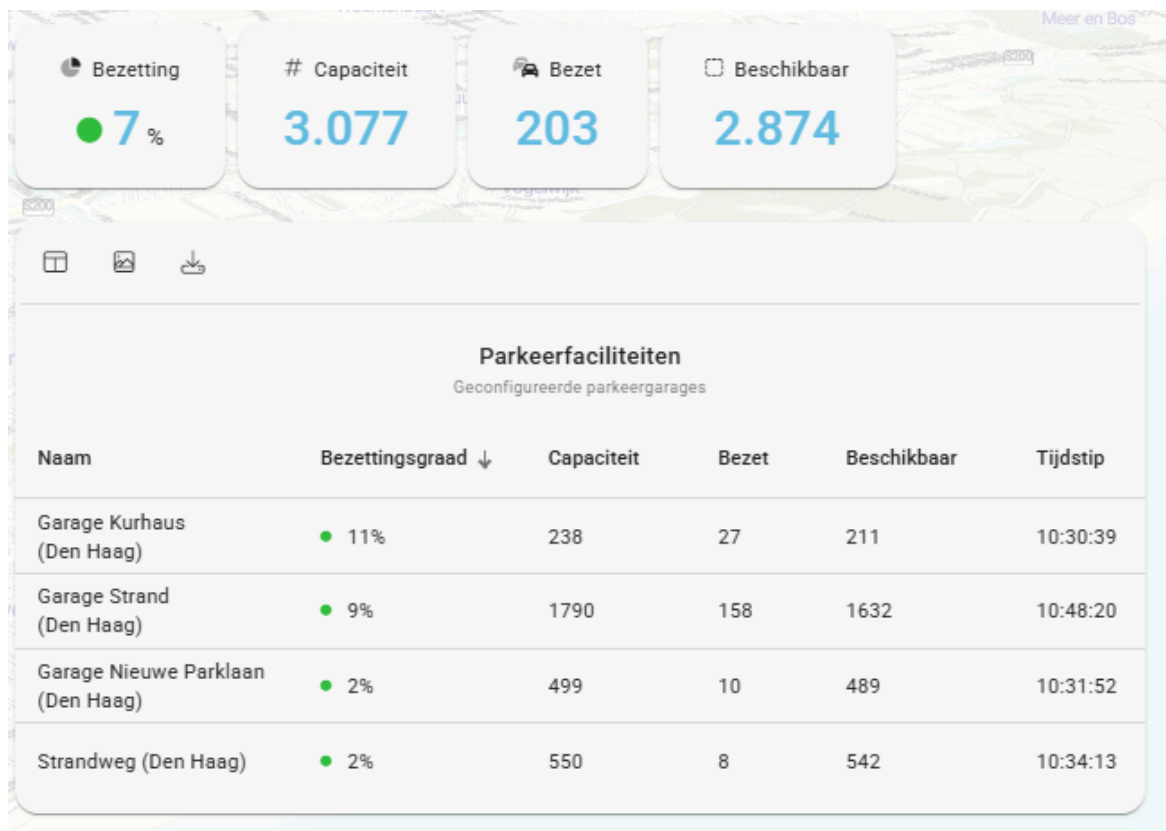 Meer en Bos
S200
Bezetting
7 %
# Capaciteit
3.077
Bezet
203
Beschikbaar
2.874
Vogelwijk
S200
Parkeerfaciliteiten
Geconfigureerde parkeergarages
Naam Bezettingsgraad ↓ Capaciteit Bezet Beschikbaar Tijdstip
Garage Kurhaus
(Den Haag) 11% 238 27 211 10:30:39
Garage Strand
(Den Haag) 9% 1790 158 1632 10:48:20
Garage Nieuwe Parklaan
(Den Haag) 2% 499 10 489 10:31:52
Strandweg (Den Haag) 2% 550 8 542 10:34:13